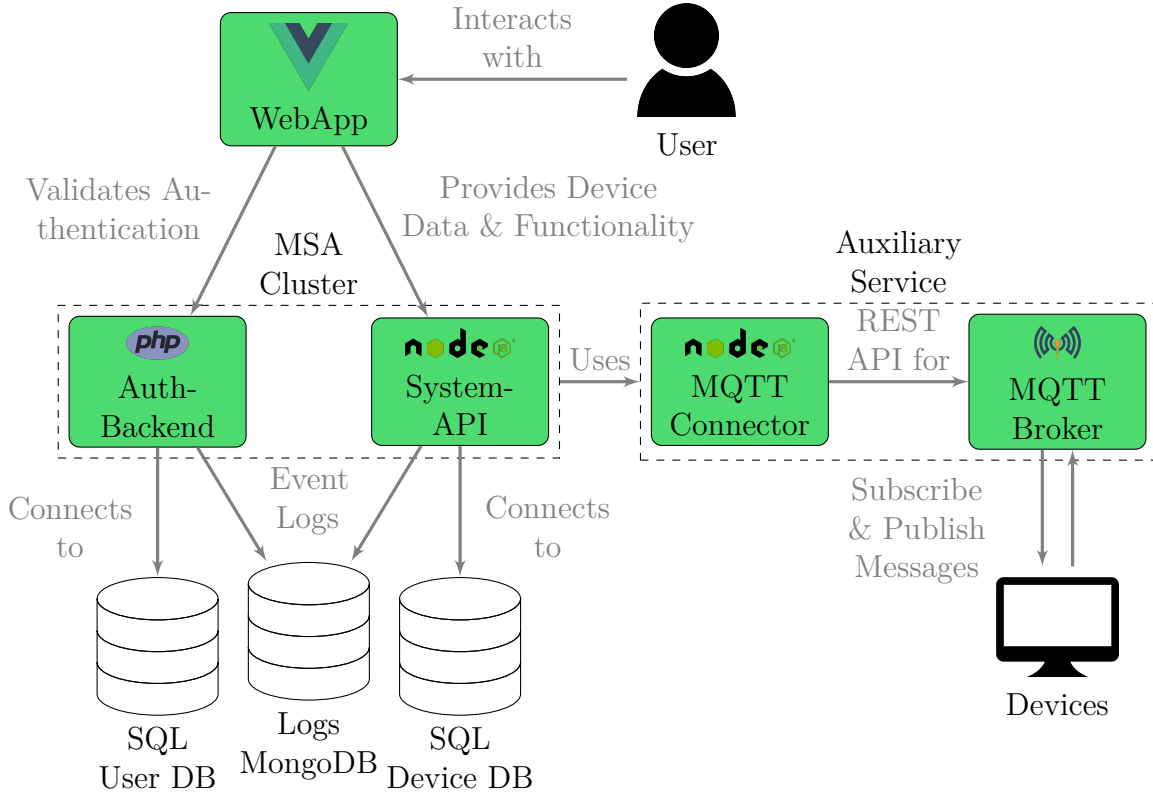 Interacts
with
WebApp
User
Validates Au-
thentication
Provides Device
Data & Functionality
MSA
Cluster
Auxiliary
Service
php
Auth-
Backend
node
JS
System-
API
Uses
node
JS
MQTT
Connector
REST
API for
MQTT
Broker
Connects
to
Event
Logs
Connects
to
Subscribe
& Publish
Messages
SQL
User DB
Logs
MongoDB
SQL
Device DB
Devices